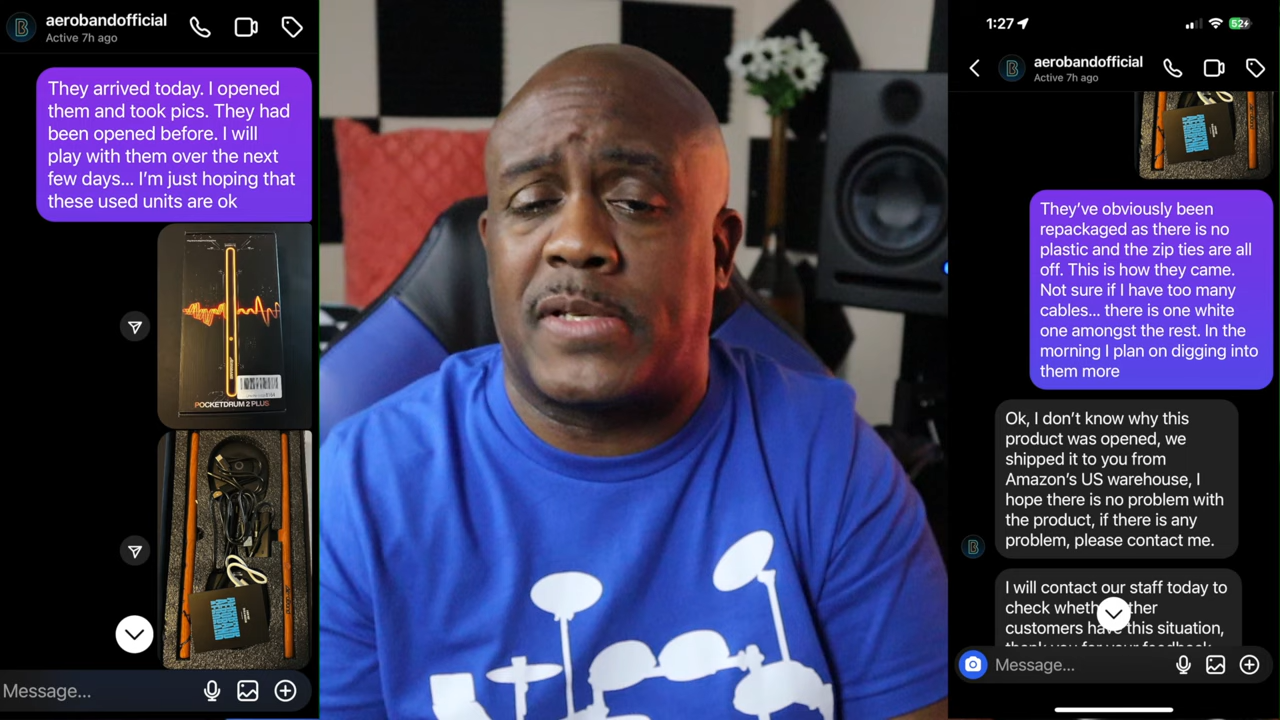 aerobandofficial
Active 7h ago
They arrived today. I opened
them and took pics. They had
been opened before. I will
play with them over the next
few days... I'm just hoping that
these used units are ok
POCKETDRUM 2 PLUS
Message...
1:27
52
aerobandofficial
Active 7h ago
They've obviously been
repackaged as there is no
plastic and the zip ties are all
off. This is how they came.
Not sure if I have too many
cables... there is one white
one amongst the rest. In the
morning I plan on digging into
them more
Ok, I don't know why this
product was opened, we
shipped it to you from
Amazon's US warehouse, I
hope there is no problem with
the product, if there is any
problem, please contact me.
I will contact our staff today to
check
customers have this situation,
thank you for your feedback
Message...